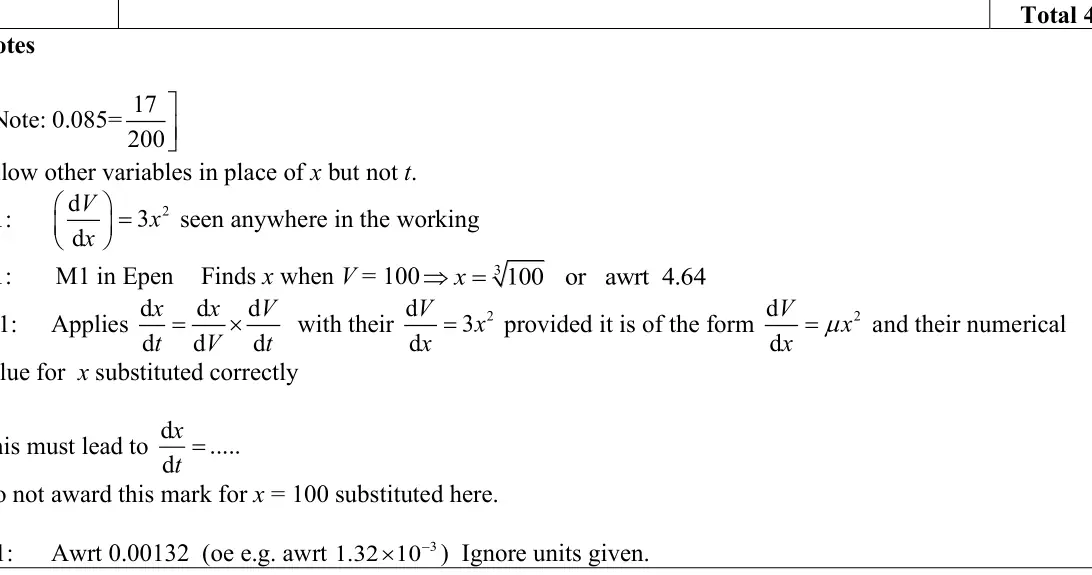 Total 4
otes
Note: 0.085= 17/200 ]
llow other variables in place of x but not t.
1: (dV/dx) = 3x² seen anywhere in the working
1: M1 in Epen Finds x when V = 100 ⇒ x = ∛100 or awrt 4.64
1: Applies dx/dt = dx/dV × dV/dt with their dV/dx = 3x² provided it is of the form dV/dx = μx² and their numerical
lue for x substituted correctly
his must lead to dx/dt = .....
o not award this mark for x = 100 substituted here.
1: Awrt 0.00132 (oe e.g. awrt 1.32×10⁻³ ) Ignore units given.